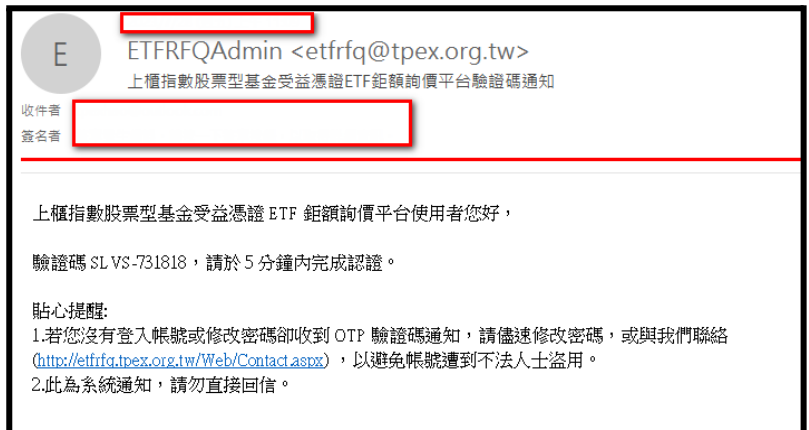 E
ETFRFQAdmin <etfrfq@tpex.org.tw>
上櫃指數股票型基金受益憑證ETF鉅額詢價平台驗證碼通知
收件者
簽名者
上櫃指數股票型基金受益憑證 ETF 鉅額詢價平台使用者您好，
驗證碼 SLVS-731818，請於 5 分鐘內完成認證。
貼心提醒:
1.若您沒有登入帳號或修改密碼卻收到 OTP 驗證碼通知，請儘速修改密碼，或與我們聯絡
(http://etfrfq.tpex.org.tw/Web/Contact.aspx) ，以避免帳號遭到不法人士盜用。
2.此為系統通知，請勿直接回信。